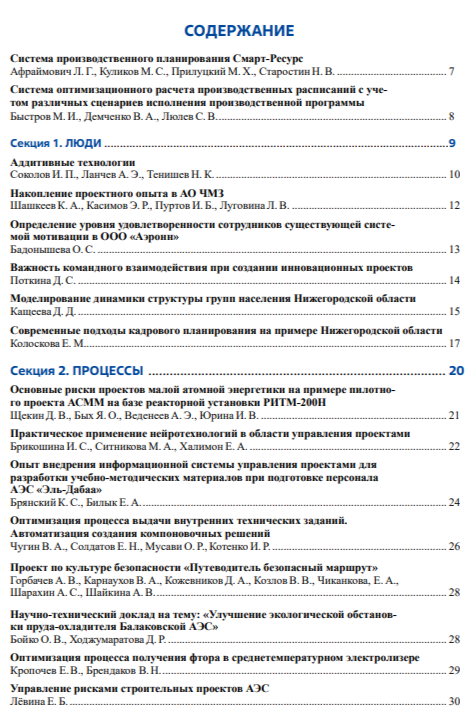 СОДЕРЖАНИЕ
Система производственного планирования Смарт-Ресурс
Афраймович Л. Г., Куликов М. С., Прилуцкий М. Х., Старостин Н. В. ........ 7
Система оптимизационного расчета производственных расписаний с уче-
том различных сценариев исполнения производственной программы
Быстров М. И., Демченко В. А., Люлев С. В. ........ 8
Секция 1. ЛЮДИ ........ 9
Аддитивные технологии
Соколов И. П., Ланчев А. Э., Тенишев Н. К. ........ 10
Накопление проектного опыта в АО ЧМЗ
Шашкеев К. А., Касимов Э. Р., Пуртов И. Б., Луговина Л. В. ........ 12
Определение уровня удовлетворенности сотрудников существующей систе-
мой мотивации в ООО «Аэронн»
Бадонышева О. С. ........ 13
Важность командного взаимодействия при создании инновационных проектов
Поткина Д. С. ........ 14
Моделирование динамики структуры групп населения Нижегородской области
Кащеева Д. Д. ........ 15
Современные подходы кадрового планирования на примере Нижегородской области
Колоскова Е. М. ........ 17
Секция 2. ПРОЦЕССЫ ........ 20
Основные риски проектов малой атомной энергетики на примере пилотно-
го проекта АСММ на базе реакторной установки РИТМ-200Н
Щекин Д. В., Бых Я. О., Веденеев А. Э., Юрина И. В. ........ 21
Практическое применение нейротехнологий в области управления проектами
Брикошина И. С., Ситникова М. А., Халимон Е. А. ........ 22
Опыт внедрения информационной системы управления проектами для
разработки учебно-методических материалов при подготовке персонала
АЭС «Эль-Дабаа»
Брянский К. С., Билык Е. А. ........ 24
Оптимизация процесса выдачи внутренних технических заданий.
Автоматизация создания компоновочных решений
Чугин В. А., Солдатов Е. Н., Мусави О. Р., Котенко И. Р. ........ 26
Проект по культуре безопасности «Путеводитель безопасный маршрут»
Горбачев А. В., Карнаухов В. А., Кожевников Д. А., Козлов В. В., Чиканкова, Е. А.,
Шарахин А. С., Шайкина А. В. ........ 28
Научно-технический доклад на тему: «Улучшение экологической обстанов-
ки пруда-охладителя Балаковской АЭС»
Бойко О. В., Ходжумаратова Д. Р. ........ 28
Оптимизация процесса получения фтора в среднетемпературном электролизере
Кропочев Е. В., Брендаков В. Н. ........ 29
Управление рисками строительных проектов АЭС
Лёвина Е. Б. ........ 30